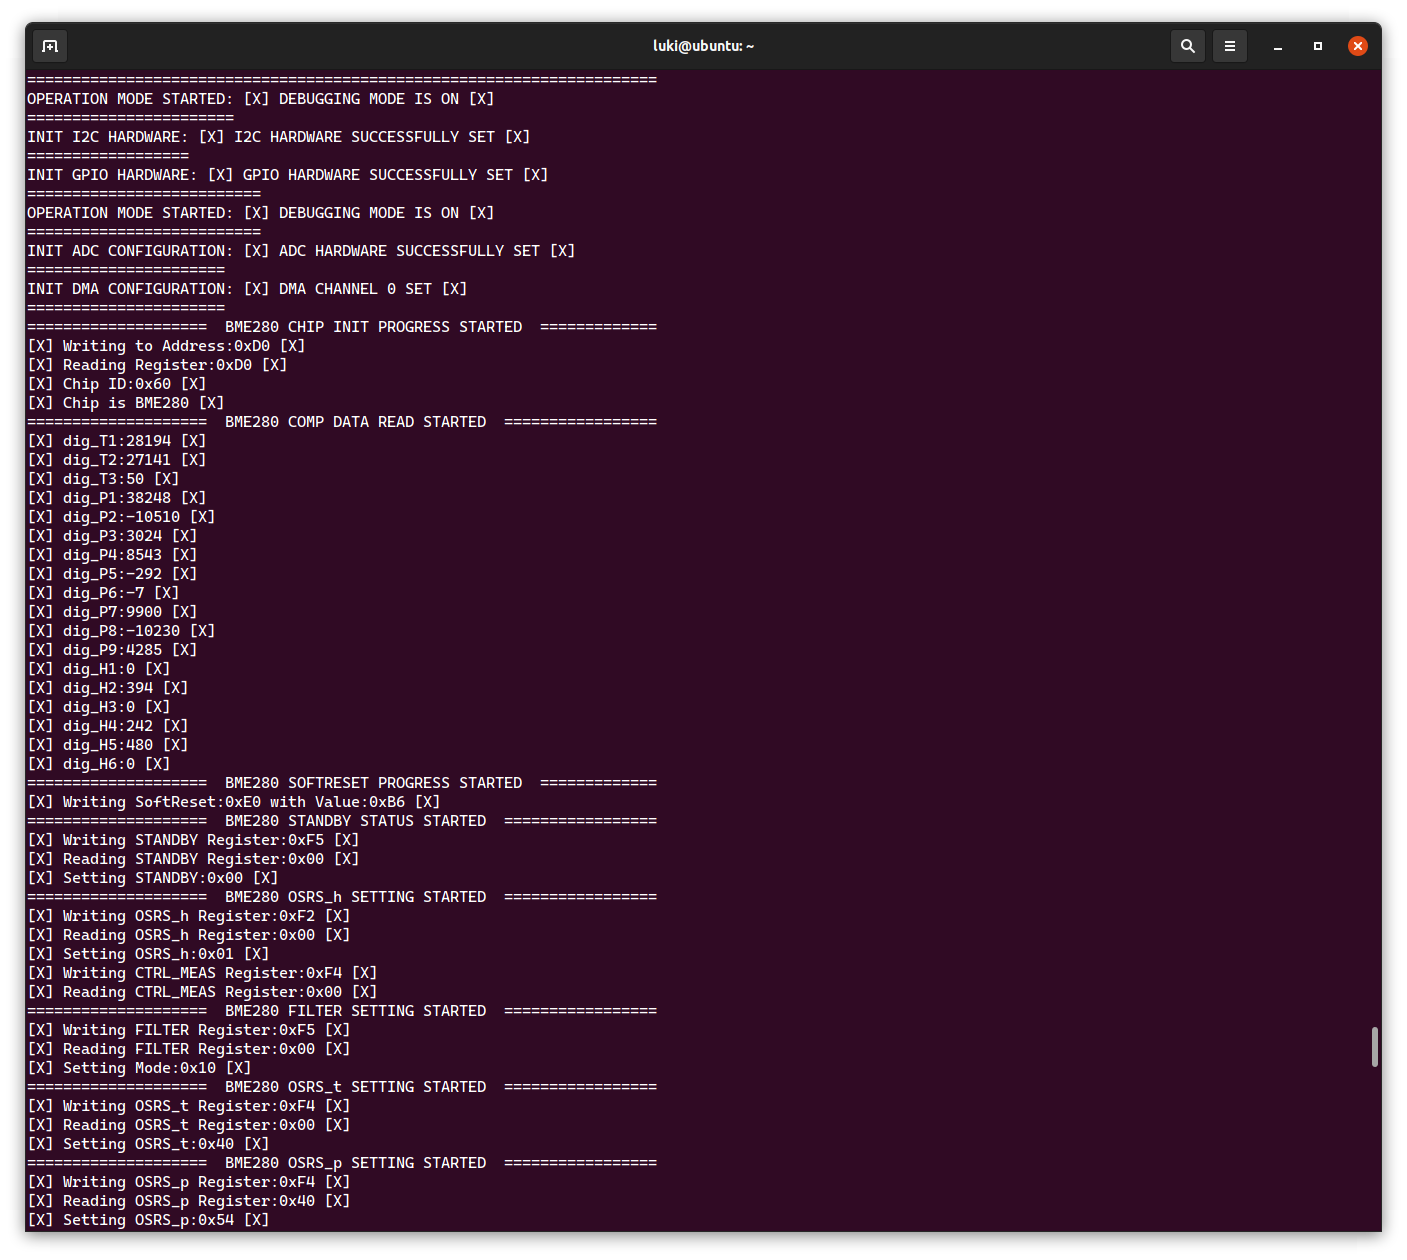 luki@ubuntu: ~
======================================================================
OPERATION MODE STARTED: [X] DEBUGGING MODE IS ON [X]
=======================
INIT I2C HARDWARE: [X] I2C HARDWARE SUCCESSFULLY SET [X]
==================
INIT GPIO HARDWARE: [X] GPIO HARDWARE SUCCESSFULLY SET [X]
==========================
OPERATION MODE STARTED: [X] DEBUGGING MODE IS ON [X]
==========================
INIT ADC CONFIGURATION: [X] ADC HARDWARE SUCCESSFULLY SET [X]
======================
INIT DMA CONFIGURATION: [X] DMA CHANNEL 0 SET [X]
======================
====================  BME280 CHIP INIT PROGRESS STARTED  =============
[X] Writing to Address:0xD0 [X]
[X] Reading Register:0xD0 [X]
[X] Chip ID:0x60 [X]
[X] Chip is BME280 [X]
====================  BME280 COMP DATA READ STARTED  =================
[X] dig_T1:28194 [X]
[X] dig_T2:27141 [X]
[X] dig_T3:50 [X]
[X] dig_P1:38248 [X]
[X] dig_P2:-10510 [X]
[X] dig_P3:3024 [X]
[X] dig_P4:8543 [X]
[X] dig_P5:-292 [X]
[X] dig_P6:-7 [X]
[X] dig_P7:9900 [X]
[X] dig_P8:-10230 [X]
[X] dig_P9:4285 [X]
[X] dig_H1:0 [X]
[X] dig_H2:394 [X]
[X] dig_H3:0 [X]
[X] dig_H4:242 [X]
[X] dig_H5:480 [X]
[X] dig_H6:0 [X]
====================  BME280 SOFTRESET PROGRESS STARTED  =============
[X] Writing SoftReset:0xE0 with Value:0xB6 [X]
====================  BME280 STANDBY STATUS STARTED  =================
[X] Writing STANDBY Register:0xF5 [X]
[X] Reading STANDBY Register:0x00 [X]
[X] Setting STANDBY:0x00 [X]
====================  BME280 OSRS_h SETTING STARTED  =================
[X] Writing OSRS_h Register:0xF2 [X]
[X] Reading OSRS_h Register:0x00 [X]
[X] Setting OSRS_h:0x01 [X]
[X] Writing CTRL_MEAS Register:0xF4 [X]
[X] Reading CTRL_MEAS Register:0x00 [X]
====================  BME280 FILTER SETTING STARTED  =================
[X] Writing FILTER Register:0xF5 [X]
[X] Reading FILTER Register:0x00 [X]
[X] Setting Mode:0x10 [X]
====================  BME280 OSRS_t SETTING STARTED  =================
[X] Writing OSRS_t Register:0xF4 [X]
[X] Reading OSRS_t Register:0x00 [X]
[X] Setting OSRS_t:0x40 [X]
====================  BME280 OSRS_p SETTING STARTED  =================
[X] Writing OSRS_p Register:0xF4 [X]
[X] Reading OSRS_p Register:0x40 [X]
[X] Setting OSRS_p:0x54 [X]